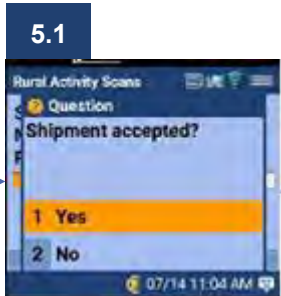 5.1
Rural Activity Scans
Question
Shipment accepted?
1 Yes
2 No
07/14 11:04 AM